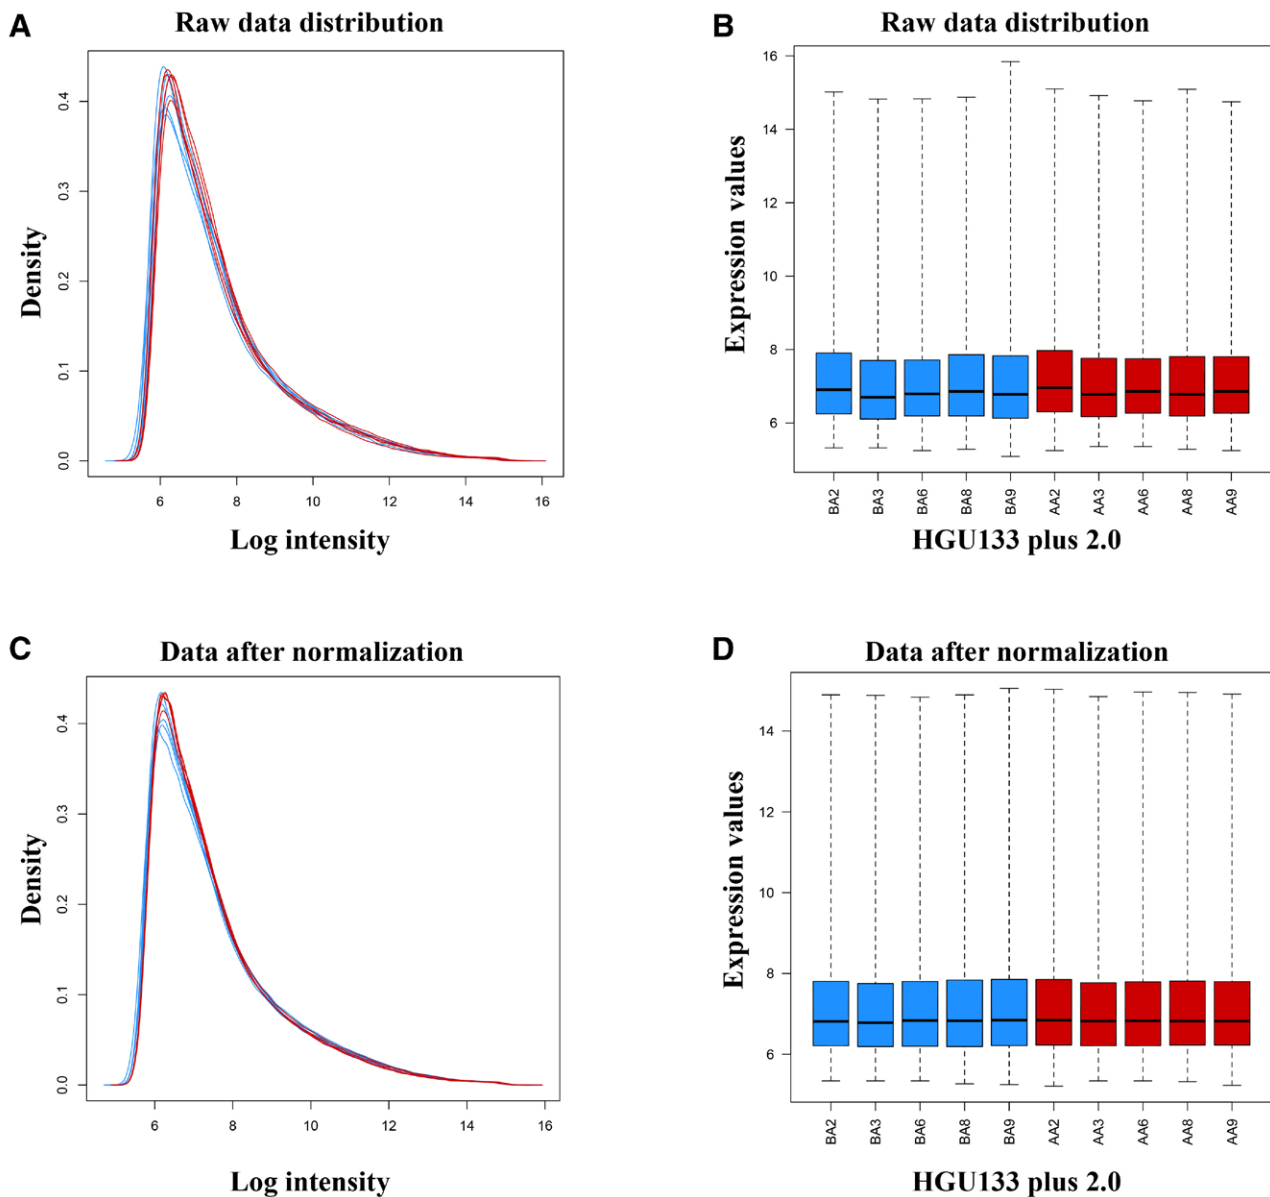 A
Raw data distribution
Density
0.0
0.1
0.2
0.3
0.4
6 8 10 12 14 16
Log intensity
B
Raw data distribution
Expression values
16
14
12
10
8
6
BA2 BA3 BA6 BA8 BA9 AA2 AA3 AA6 AA8 AA9
HGU133 plus 2.0
C
Data after normalization
Density
0.0
0.1
0.2
0.3
0.4
6 8 10 12 14 16
Log intensity
D
Data after normalization
Expression values
14
12
10
8
6
BA2 BA3 BA6 BA8 BA9 AA2 AA3 AA6 AA8 AA9
HGU133 plus 2.0